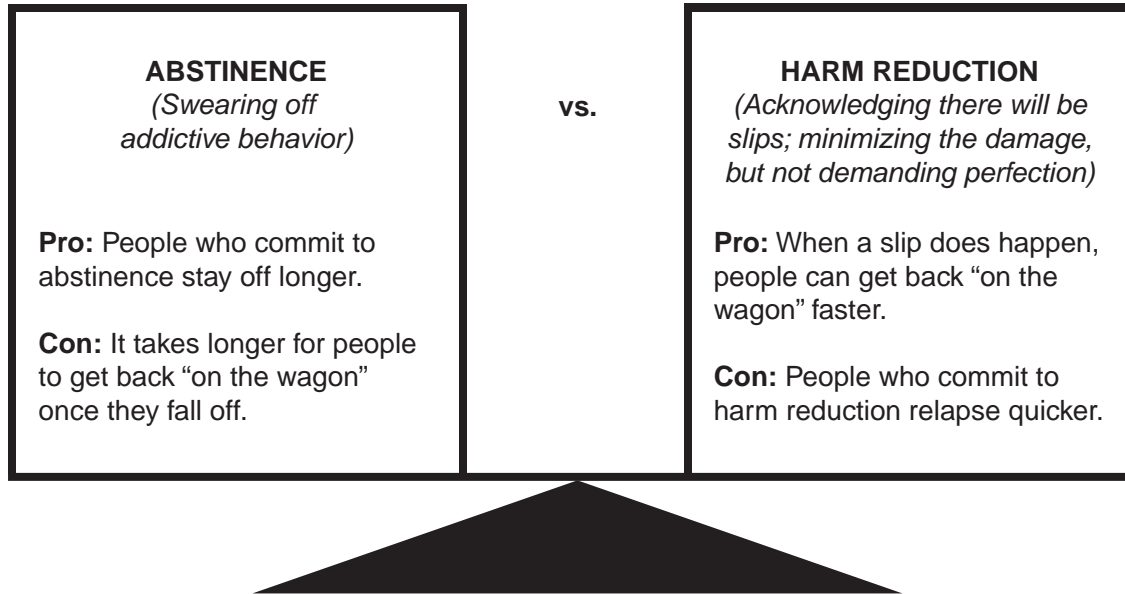 ABSTINENCE
(Swearing off
addictive behavior)
Pro: People who commit to
abstinence stay off longer.
Con: It takes longer for people
to get back “on the wagon”
once they fall off.
vs.
HARM REDUCTION
(Acknowledging there will be
slips; minimizing the damage,
but not demanding perfection)
Pro: When a slip does happen,
people can get back “on the
wagon” faster.
Con: People who commit to
harm reduction relapse quicker.